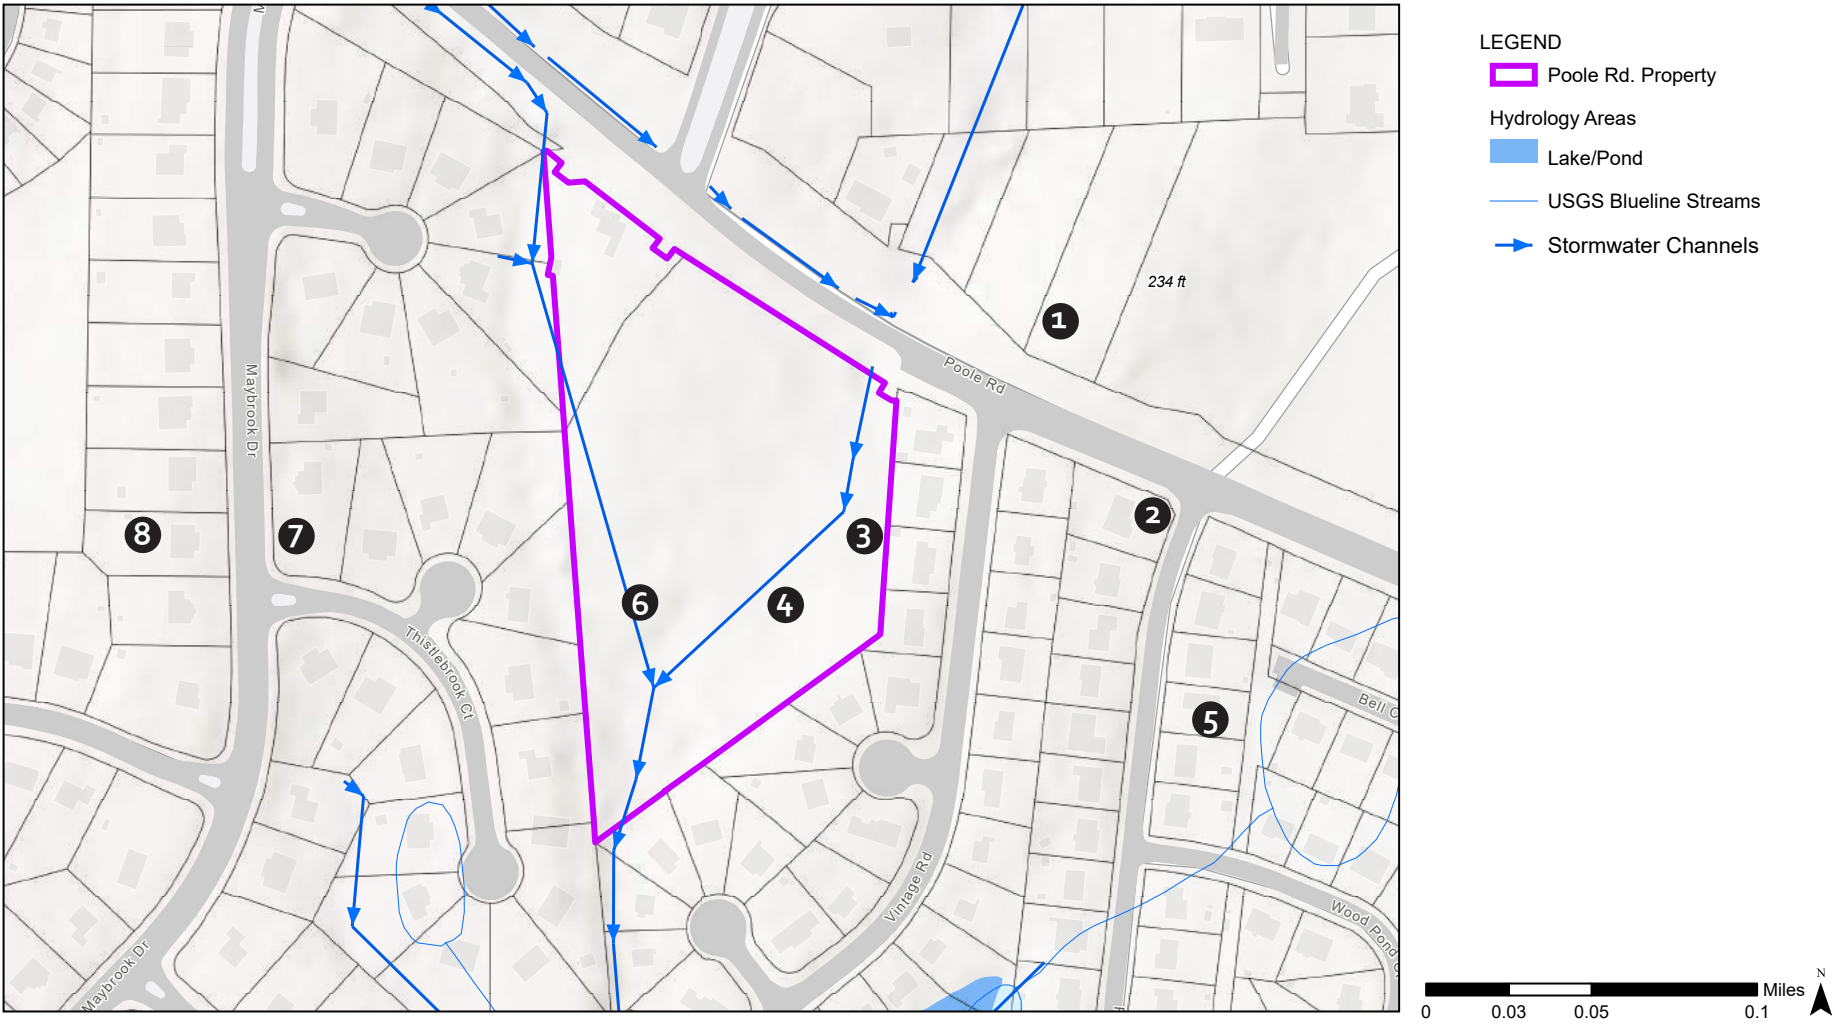 LEGEND
Poole Rd. Property
Hydrology Areas
Lake/Pond
USGS Blueline Streams
Stormwater Channels
234 ft
1
Poole Rd
Maybrook Dr
2
8
7
3
6
4
Thistlebrook Ct
5
Bell C
Vintage Rd
Wood Pond C
Maybrook Dr
N
Miles
0
0.03
0.05
0.1